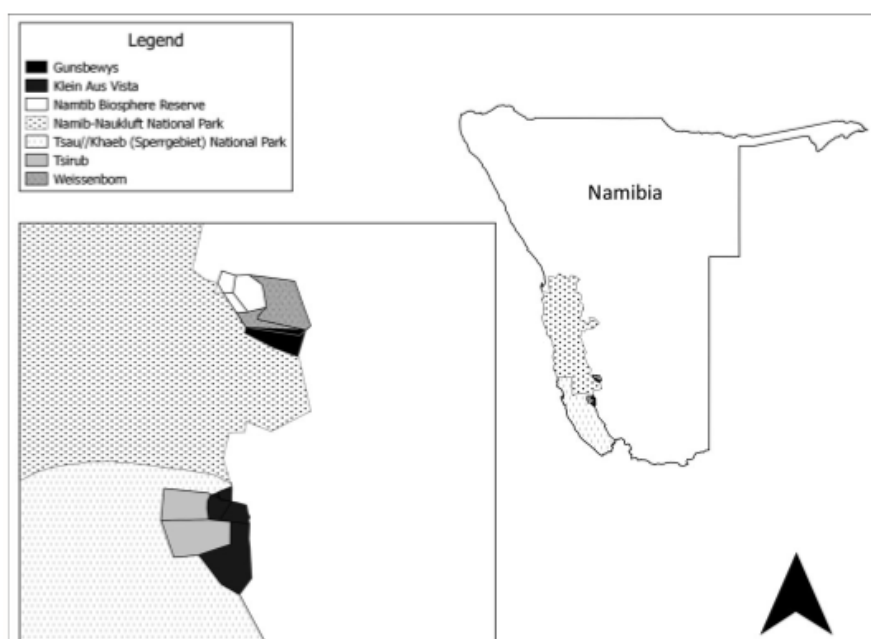 Legend
Gunsbewys
Klein Aus Vista
Namtib Biosphere Reserve
Namib-Naukluft National Park
Tsau//Khaeb (Sperrgebiet) National Park
Tsirub
Weissenborn
Namibia